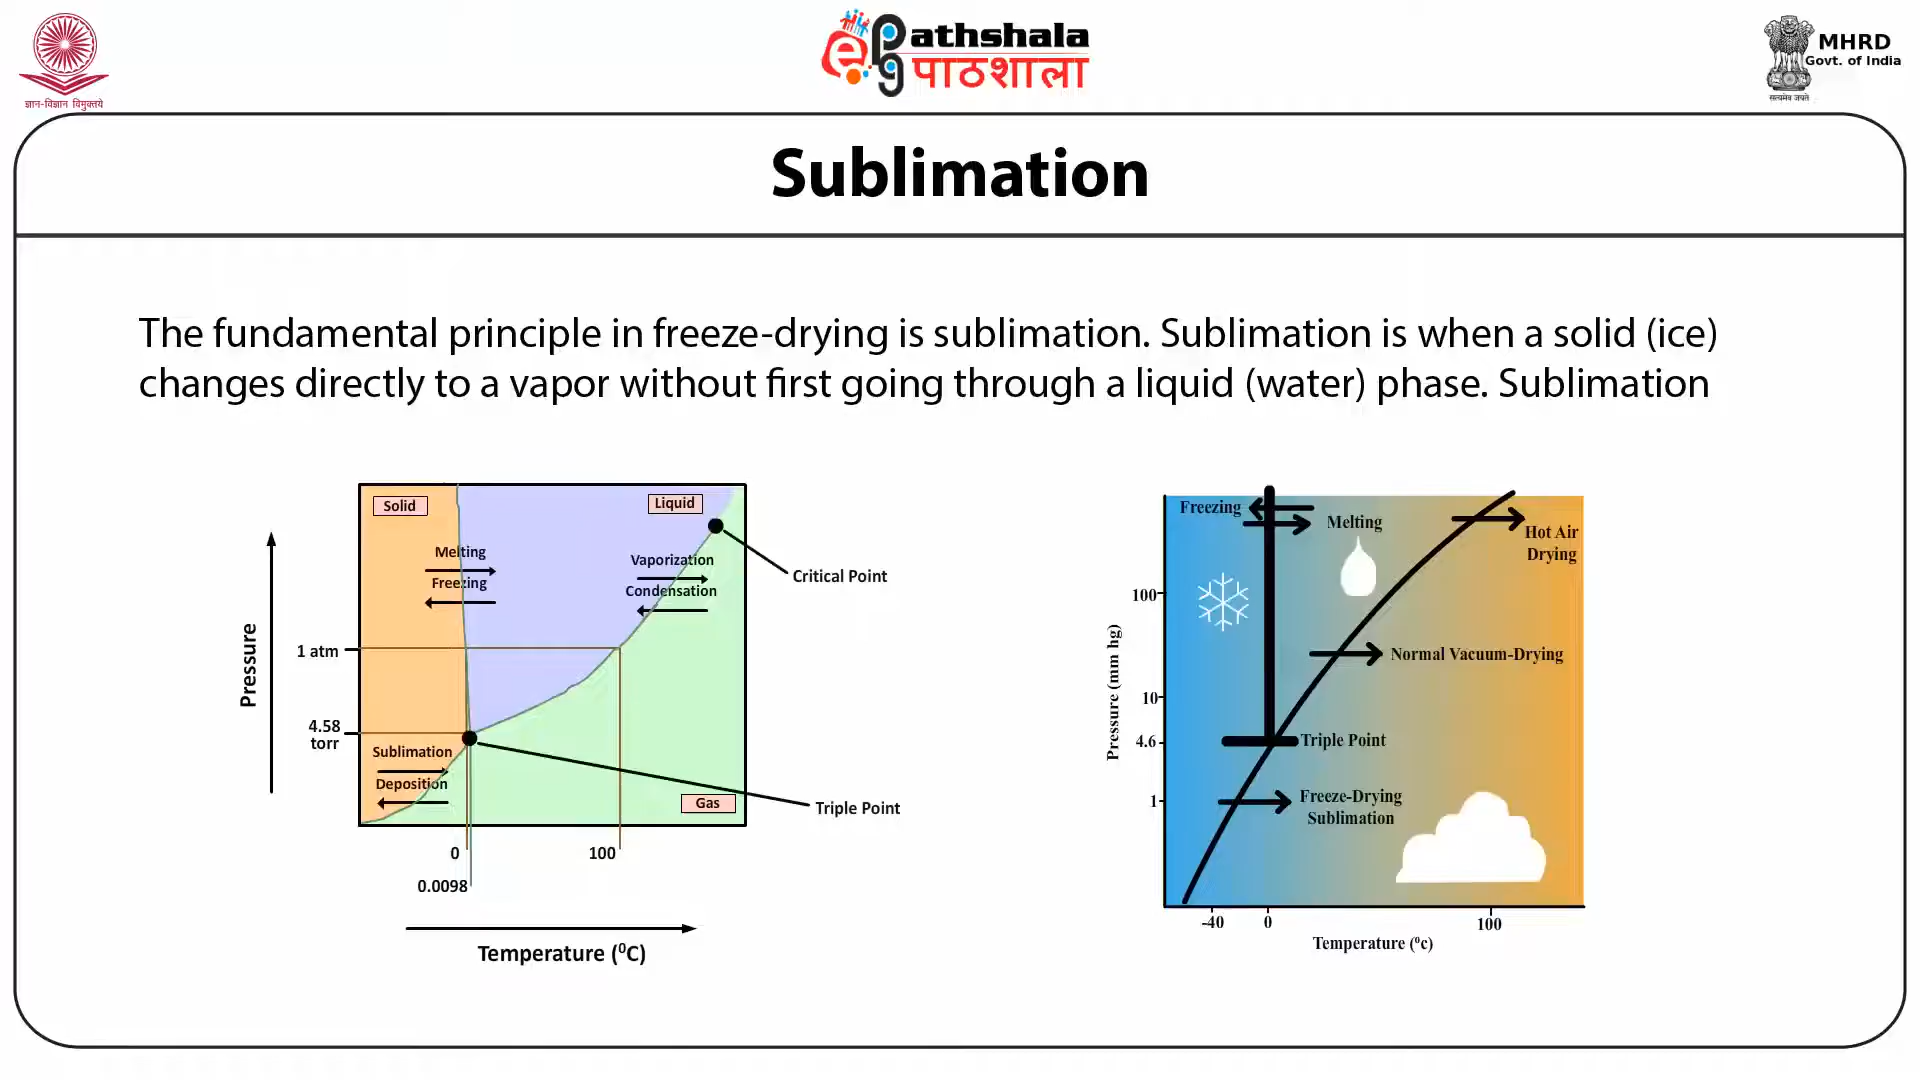 ज्ञान-विज्ञान विमुक्तये
ePathshala
पाठशाला
MHRD
Govt. of India
सत्यमेव जयते
Sublimation
The fundamental principle in freeze-drying is sublimation. Sublimation is when a solid (ice)
changes directly to a vapor without first going through a liquid (water) phase. Sublimation
Solid
Liquid
Melting
Freezing
Vaporization
Condensation
Critical Point
Pressure
1 atm
4.58
torr
Sublimation
Deposition
Gas
Triple Point
0
100
0.0098
Temperature (⁰C)
Freezing
Melting
Hot Air
Drying
100
Normal Vacuum-Drying
Pressure (mm hg)
10
4.6
Triple Point
1
Freeze-Drying
Sublimation
-40
0
100
Temperature (⁰c)